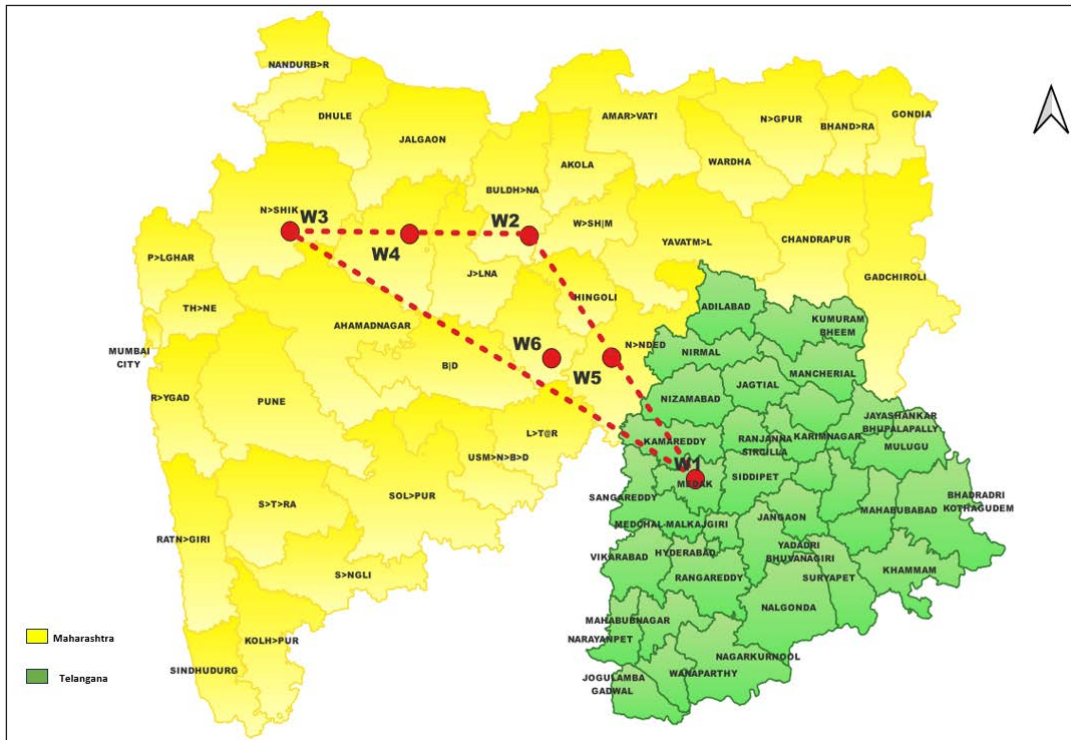 NANDURB>R
DHULE
JALGAON
AMAR>VATI
N>GPUR
BHAND>RA
GONDIA
WARDHA
AKOLA
BULDH>NA
N>SHIK
W3
W2
W4
W>SH|M
YAVATM>L
CHANDRAPUR
GADCHIROLI
P>LGHAR
J>LNA
TH>NE
HINGOLI
AHAMADNAGAR
MUMBAI
CITY
W6
W5
N>NDED
B|D
R>YGAD
PUNE
L>T@R
USM>N>B>D
SOL>PUR
S>T>RA
RATN>GIRI
S>NGLI
KOLH>PUR
SINDHUDURG
ADILABAD
KUMURAM
BHEEM
NIRMAL
MANCHERIAL
JAGTIAL
NIZAMABAD
JAYASHANKAR
BHUPALAPALLY
KAMAREDDY
RANJANNA
SIRCILLA
KARIMNAGAR
MULUGU
W1
MEDAK
SIDDIPET
SANGAREDDY
BHADRADRI
KOTHAGUDEM
MAHABUBABAD
MEDCHAL-MALKAJGIRI
JANGAON
YADADRI
BHUVANAGIRI
VIKARABAD
HYDERABAD
RANGAREDDY
SURYAPET
KHAMMAM
NALGONDA
MAHABUBNAGAR
NARAYANPET
NAGARKURNOOL
WANAPARTHY
JOGULAMBA
GADWAL
Maharashtra
Telangana